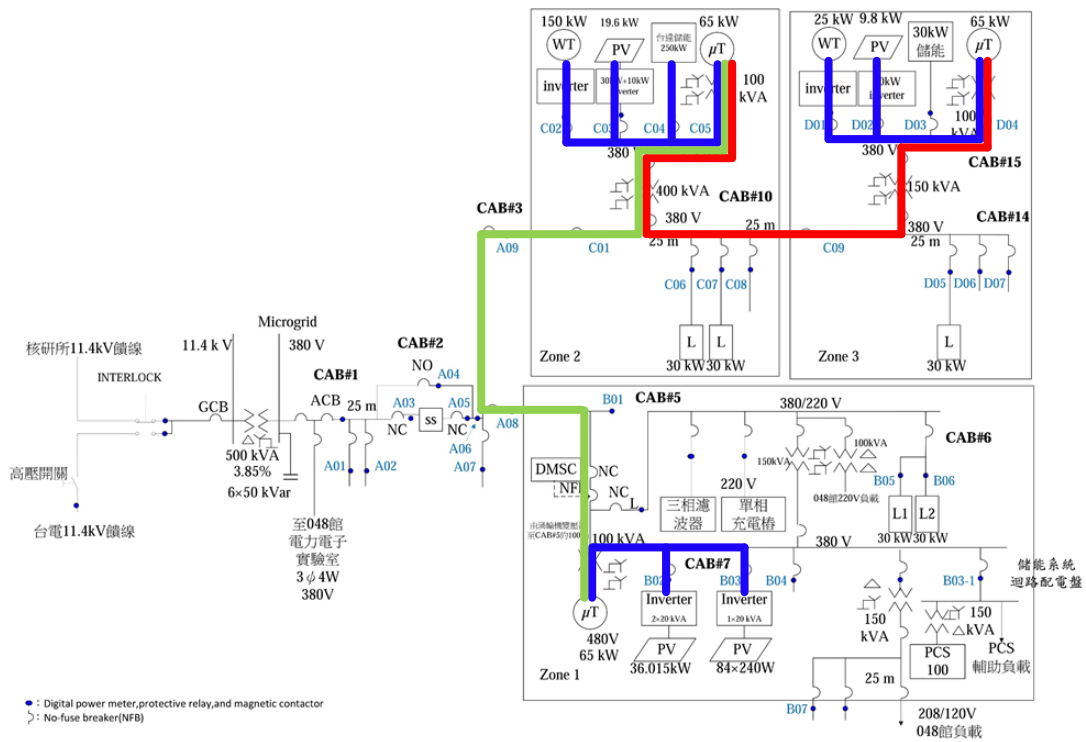 150 kW
19.6 kW
台達儲能
250kW
65 kW
WT
PV
μT
inverter
100
kVA
C02
C03
C04
C05
380 V
400 kVA
CAB#10
380 V
25 m
25 m
CAB#3
A09
C01
C06
C07
C08
L
L
30 kW
30 kW
Zone 2
25 kW
9.8 kW
30kW
儲能
65 kW
WT
PV
μT
inverter
inverter
100
kVA
D01
D02
D03
D04
380 V
CAB#15
150 kVA
CAB#14
380 V
25 m
C09
D05
D06
D07
L
30 kW
Zone 3
核研所11.4kV饋線
INTERLOCK
高壓開關
台電11.4kV饋線
GCB
11.4 k V
Microgrid
380 V
500 kVA
3.85%
6×50 kVar
CAB#1
ACB
25 m
A01
A02
至048館
電力電子
實驗室
3 ϕ 4W
380V
CAB#2
NO
A04
A03
NC
SS
A05
NC
A06
A07
A08
B01
CAB#5
DMSC
NC
NC
L
由渦輪機變壓
100 kVA
380/220 V
220 V
三相濾
波器
單相
充電樁
150kVA
100kVA
048館220V負載
CAB#6
B05
B06
L1
L2
30 kW
30 kW
380 V
CAB#7
B02
B03
B04
B03-1
儲能系統
迴路配電盤
μT
480V
65 kW
Inverter
2×20 kVA
Inverter
1×20 kVA
PV
36.015kW
PV
84×240W
150
kVA
150
kVA
PCS
100
PCS
輔助負載
25 m
B07
208/120V
048館負載
Zone 1
: Digital power meter,protective relay,and magnetic contactor
: No-fuse breaker(NFB)